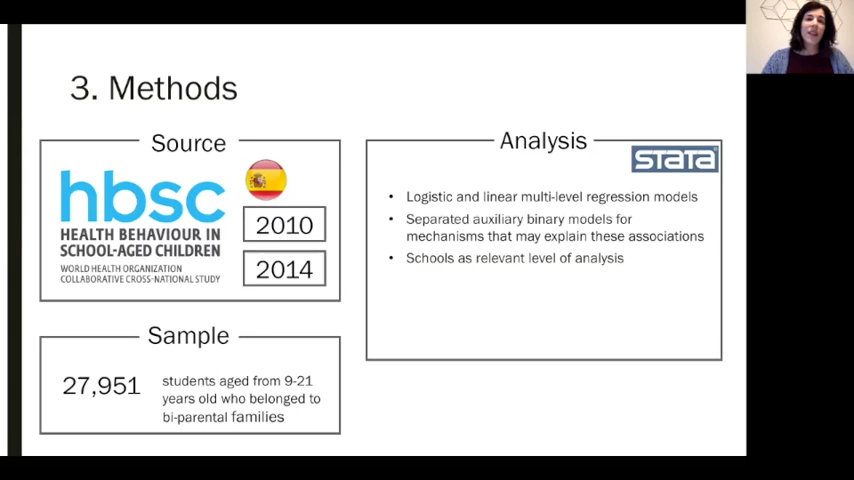 3. Methods
Source
hbsc
HEALTH BEHAVIOUR IN
SCHOOL-AGED CHILDREN
WORLD HEALTH ORGANIZATION
COLLABORATIVE CROSS-NATIONAL STUDY
2010
2014
Sample
27,951
students aged from 9-21
years old who belonged to
bi-parental families
Analysis
STATA
• Logistic and linear multi-level regression models
• Separated auxiliary binary models for
mechanisms that may explain these associations
• Schools as relevant level of analysis